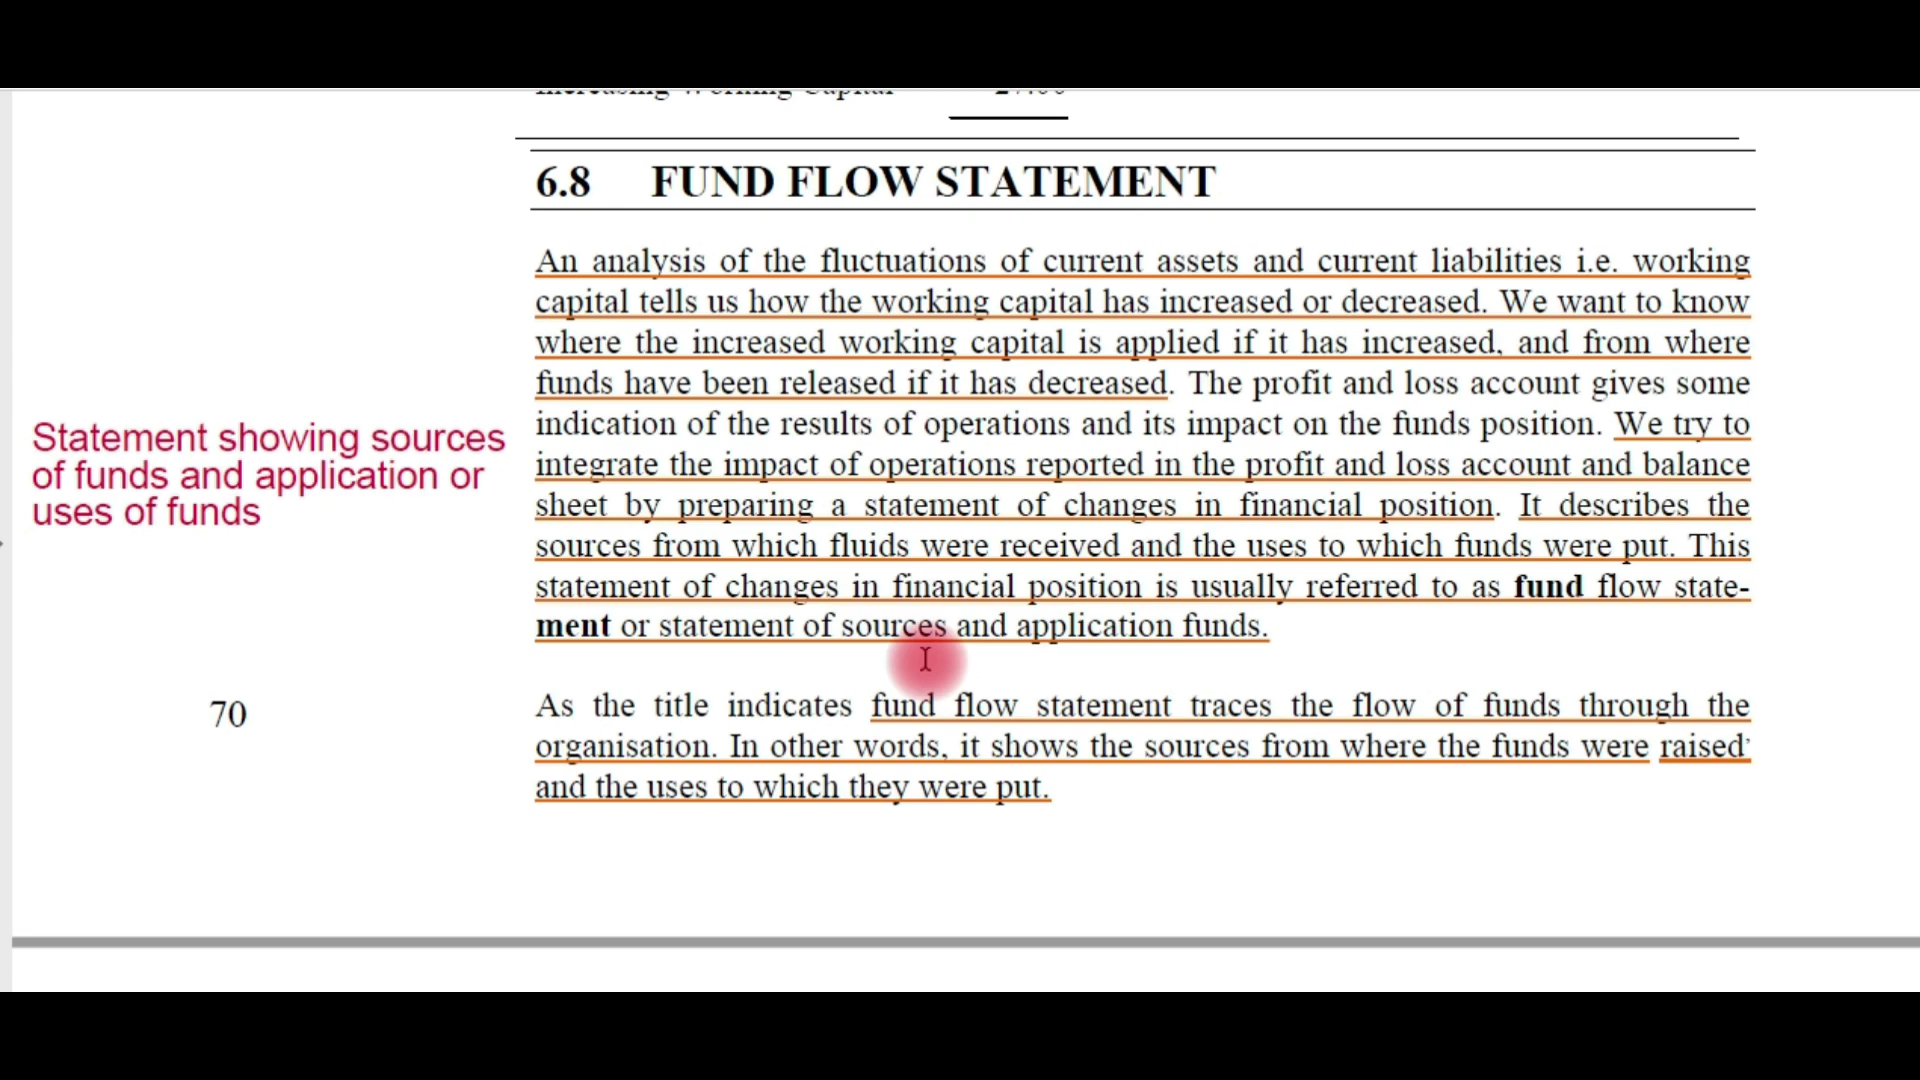 Increasing Working Capital
6.8 FUND FLOW STATEMENT
An analysis of the fluctuations of current assets and current liabilities i.e. working
capital tells us how the working capital has increased or decreased. We want to know
where the increased working capital is applied if it has increased, and from where
funds have been released if it has decreased. The profit and loss account gives some
indication of the results of operations and its impact on the funds position. We try to
integrate the impact of operations reported in the profit and loss account and balance
sheet by preparing a statement of changes in financial position. It describes the
sources from which fluids were received and the uses to which funds were put. This
statement of changes in financial position is usually referred to as fund flow state-
ment or statement of sources and application funds.
Statement showing sources
of funds and application or
uses of funds
As the title indicates fund flow statement traces the flow of funds through the
organisation. In other words, it shows the sources from where the funds were raised'
and the uses to which they were put.
70